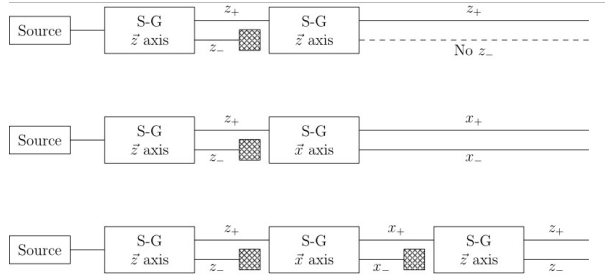 z₊ z₊
Source S-G z⃗ axis S-G z⃗ axis
z₋ No z₋
z₊ x₊
Source S-G z⃗ axis S-G x⃗ axis
z₋ x₋
z₊ x₊ z₊
Source S-G z⃗ axis S-G x⃗ axis S-G z⃗ axis
z₋ x₋ z₋